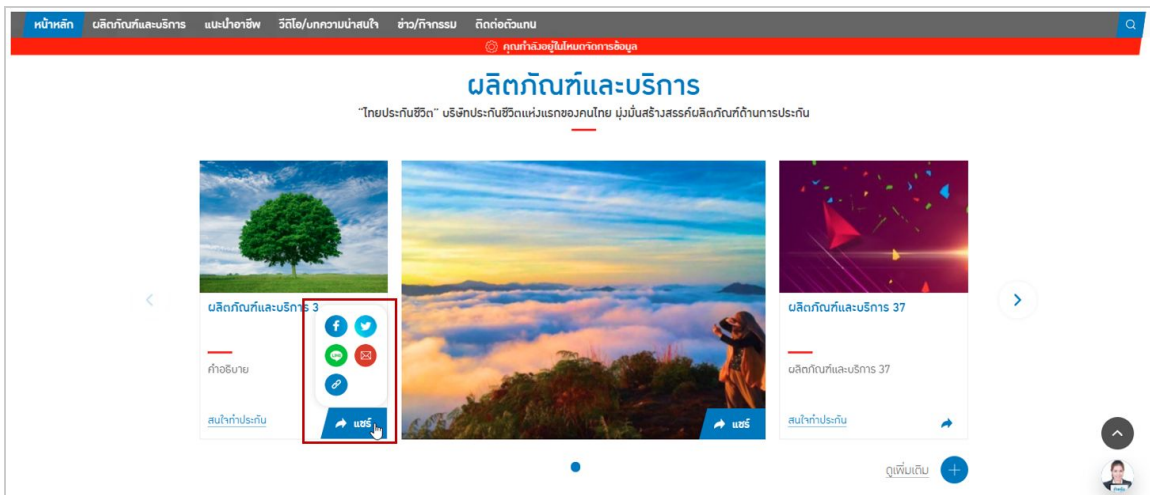 หน้าหลัก ผลิตภัณฑ์และบริการ แนะนำอาชีพ วีดีโอ/บทความน่าสนใจ ข่าว/กิจกรรม ติดต่อตัวแทน
คุณกำลังอยู่ในโหมดจัดการข้อมูล
ผลิตภัณฑ์และบริการ
"ไทยประกันชีวิต" บริษัทประกันชีวิตแห่งแรกของคนไทย มุ่งมั่นสร้างสรรค์ผลิตภัณฑ์ด้านการประกัน
ผลิตภัณฑ์และบริการ 3
คำอธิบาย
สนใจทำประกัน
แชร์
แชร์
ผลิตภัณฑ์และบริการ 37
ผลิตภัณฑ์และบริการ 37
สนใจทำประกัน
ดูเพิ่มเติม